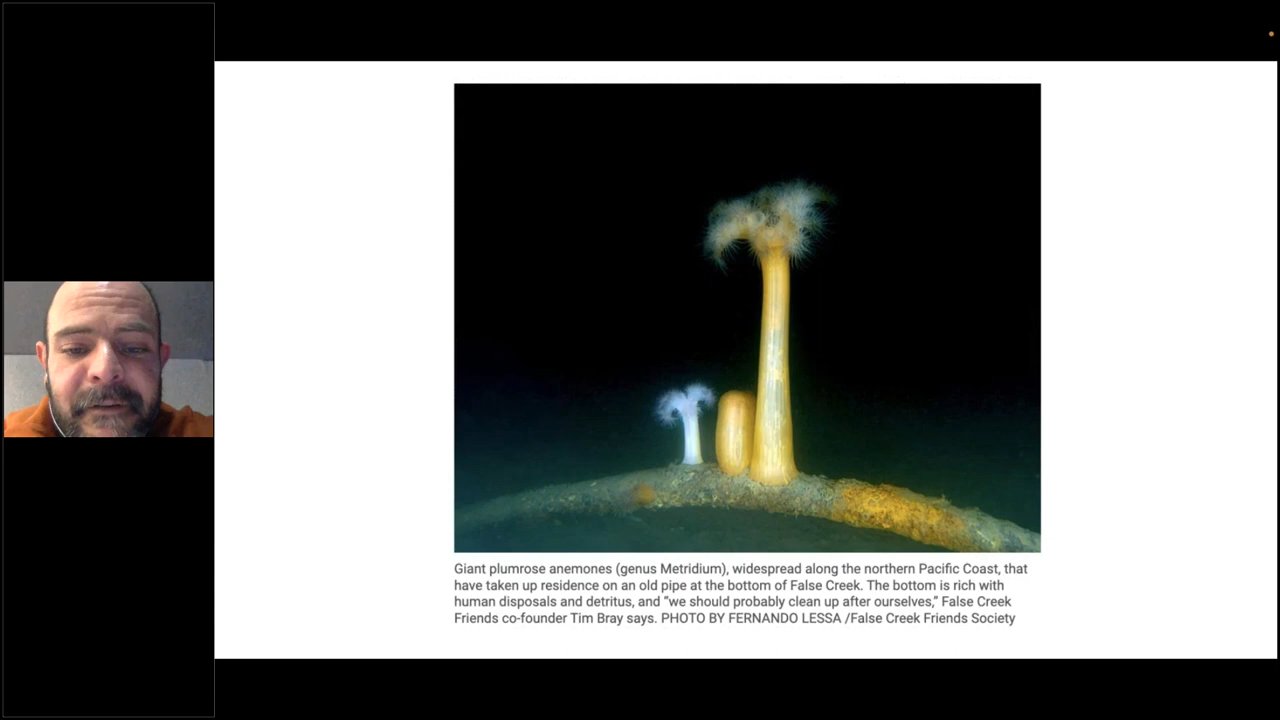 Giant plumrose anemones (genus Metridium), widespread along the northern Pacific Coast, that
have taken up residence on an old pipe at the bottom of False Creek. The bottom is rich with
human disposals and detritus, and “we should probably clean up after ourselves,” False Creek
Friends co-founder Tim Bray says. PHOTO BY FERNANDO LESSA /False Creek Friends Society